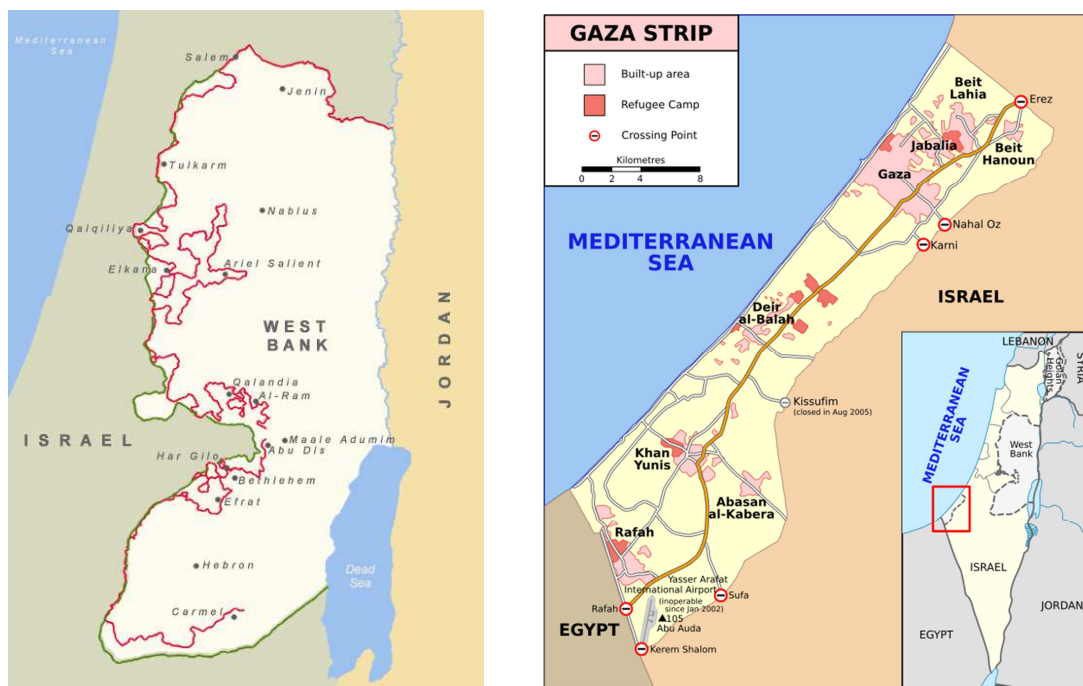 Mediterranean
Sea
Salem
Jenin
Tulkarm
Nablus
Qalqiliya
Elkana
Ariel Salient
WEST
BANK
JORDAN
Qalandia
Al-Ram
ISRAEL
Maale Adumim
Abu Dis
Har Gilo
Bethlehem
Efrat
Hebron
Dead
Sea
Carmel
GAZA STRIP
Built-up area
Refugee Camp
Crossing Point
Kilometres
0 2 4 8
Beit
Lahia
Erez
Jabalia
Beit
Hanoun
Gaza
Nahal Oz
Karni
MEDITERRANEAN
SEA
ISRAEL
Deir
al-Balah
Kissufim
(closed in Aug 2005)
Khan
Yunis
Abasan
al-Kabera
Rafah
Yasser Arafat
International Airport
(inoperable
since Jan 2002)
Sufa
Rafah
105
Abu Auda
EGYPT
Kerem Shalom
LEBANON
Golan
Heights
SYRIA
MEDITERRANEAN
SEA
West
Bank
ISRAEL
JORDAN
EGYPT